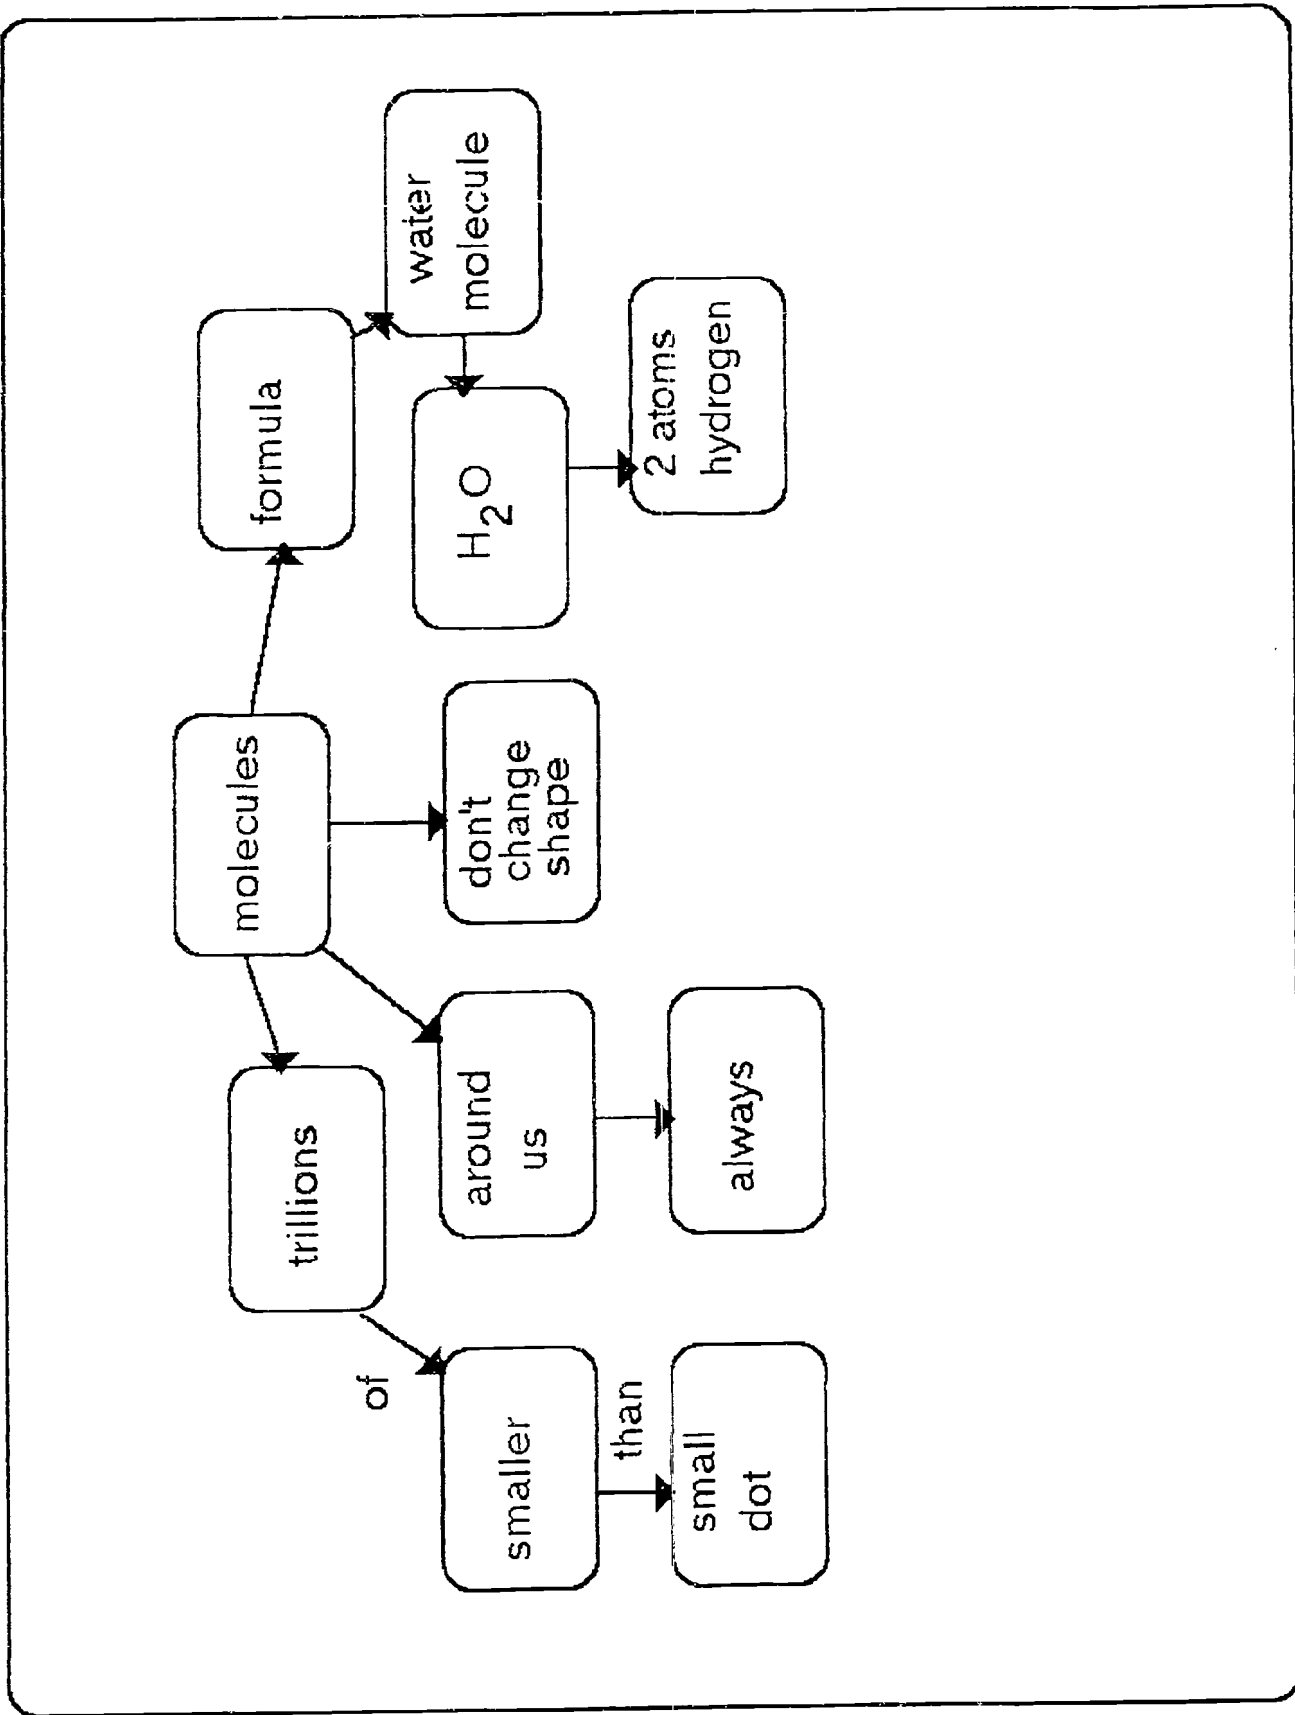 molecules
trillions
formula
of
smaller
than
small
dot
around
us
always
don't
change
shape
water
molecule
H₂O
2 atoms
hydrogen